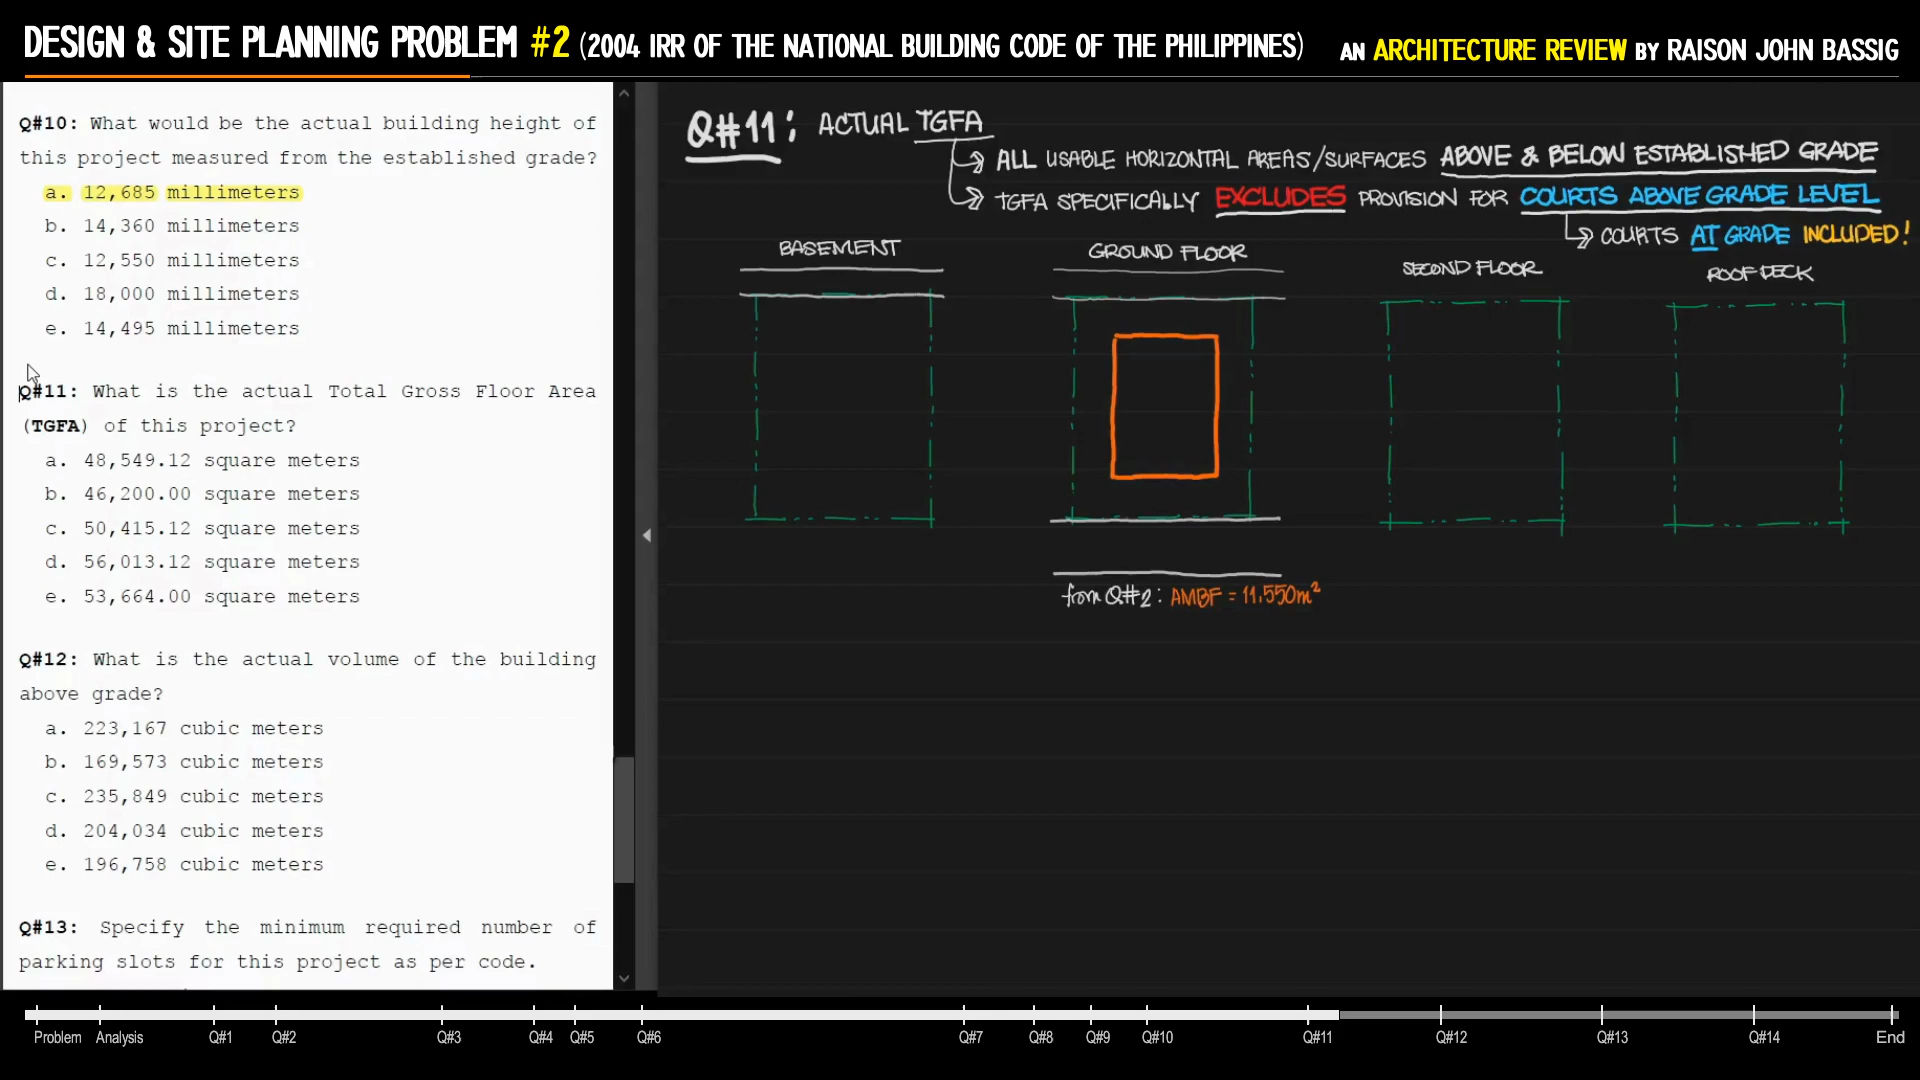 DESIGN & SITE PLANNING PROBLEM #2 (2004 IRR OF THE NATIONAL BUILDING CODE OF THE PHILIPPINES) AN ARCHITECTURE REVIEW BY RAISON JOHN BASSIG
Q#10: What would be the actual building height of
this project measured from the established grade?
a. 12,685 millimeters
b. 14,360 millimeters
c. 12,550 millimeters
d. 18,000 millimeters
e. 14,495 millimeters
Q#11: What is the actual Total Gross Floor Area
(TGFA) of this project?
a. 48,549.12 square meters
b. 46,200.00 square meters
c. 50,415.12 square meters
d. 56,013.12 square meters
e. 53,664.00 square meters
Q#12: What is the actual volume of the building
above grade?
a. 223,167 cubic meters
b. 169,573 cubic meters
c. 235,849 cubic meters
d. 204,034 cubic meters
e. 196,758 cubic meters
Q#13: Specify the minimum required number of
parking slots for this project as per code.
Q#11: ACTUAL TGFA
ALL USABLE HORIZONTAL AREAS/SURFACES ABOVE & BELOW ESTABLISHED GRADE
TGFA SPECIFICALLY EXCLUDES PROVISION FOR COURTS ABOVE GRADE LEVEL
COURTS AT GRADE INCLUDED!
BASEMENT GROUND FLOOR SECOND FLOOR ROOF DECK
from Q#2: AMBF = 11,550m²
Problem Analysis Q#1 Q#2 Q#3 Q#4 Q#5 Q#6 Q#7 Q#8 Q#9 Q#10 Q#11 Q#12 Q#13 Q#14 End